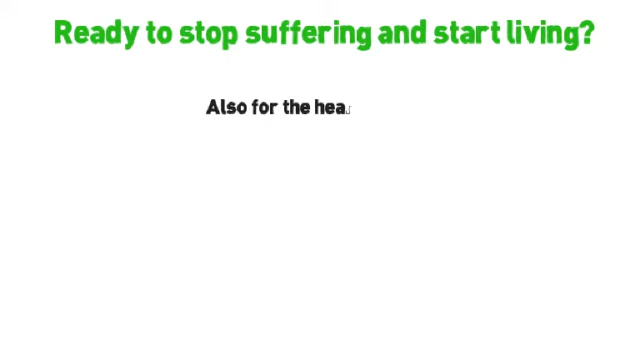 Ready to stop suffering and start living?
Also for the hea